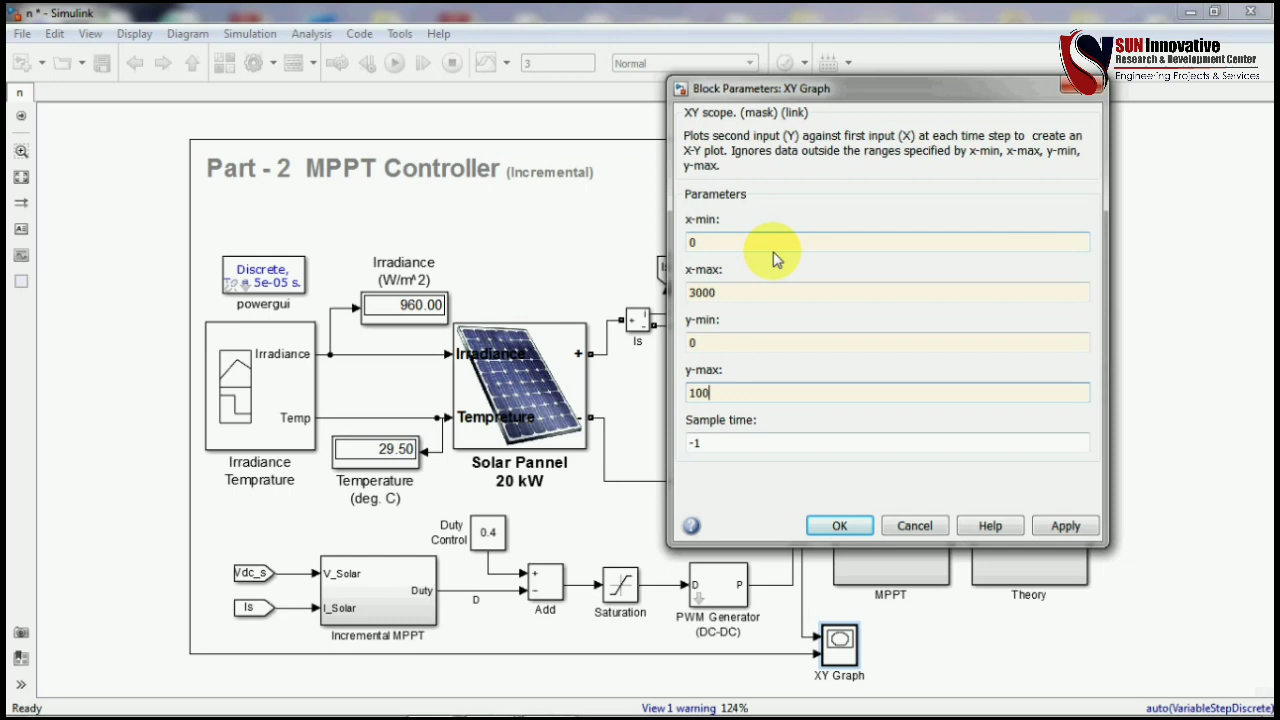 n * - Simulink
File Edit View Display Diagram Simulation Analysis Code Tools Help
3
Normal
SUN Innovative
Research & Development Center
Engineering Projects & Services
n
Part - 2 MPPT Controller (Incremental)
Discrete,
5e-05 s.
powergui
Irradiance
(W/m^2)
960.00
Irradiance
Temp
Irradiance
Temprature
29.50
Temperature
(deg. C)
Irradiance
Tempreture
+
-
Solar Pannel
20 kW
+
-
i
Is
Duty
Control
0.4
Vdc_s
Is
V_Solar
I_Solar
Duty
Incremental MPPT
D
+
−
Add
Saturation
D
P
PWM Generator
(DC-DC)
MPPT
Theory
XY Graph
Block Parameters: XY Graph
XY scope. (mask) (link)
Plots second input (Y) against first input (X) at each time step to create an
X-Y plot. Ignores data outside the ranges specified by x-min, x-max, y-min,
y-max.
Parameters
x-min:
0
x-max:
3000
y-min:
0
y-max:
100
Sample time:
-1
OK Cancel Help Apply
Ready
View 1 warning 124%
auto(VariableStepDiscrete)